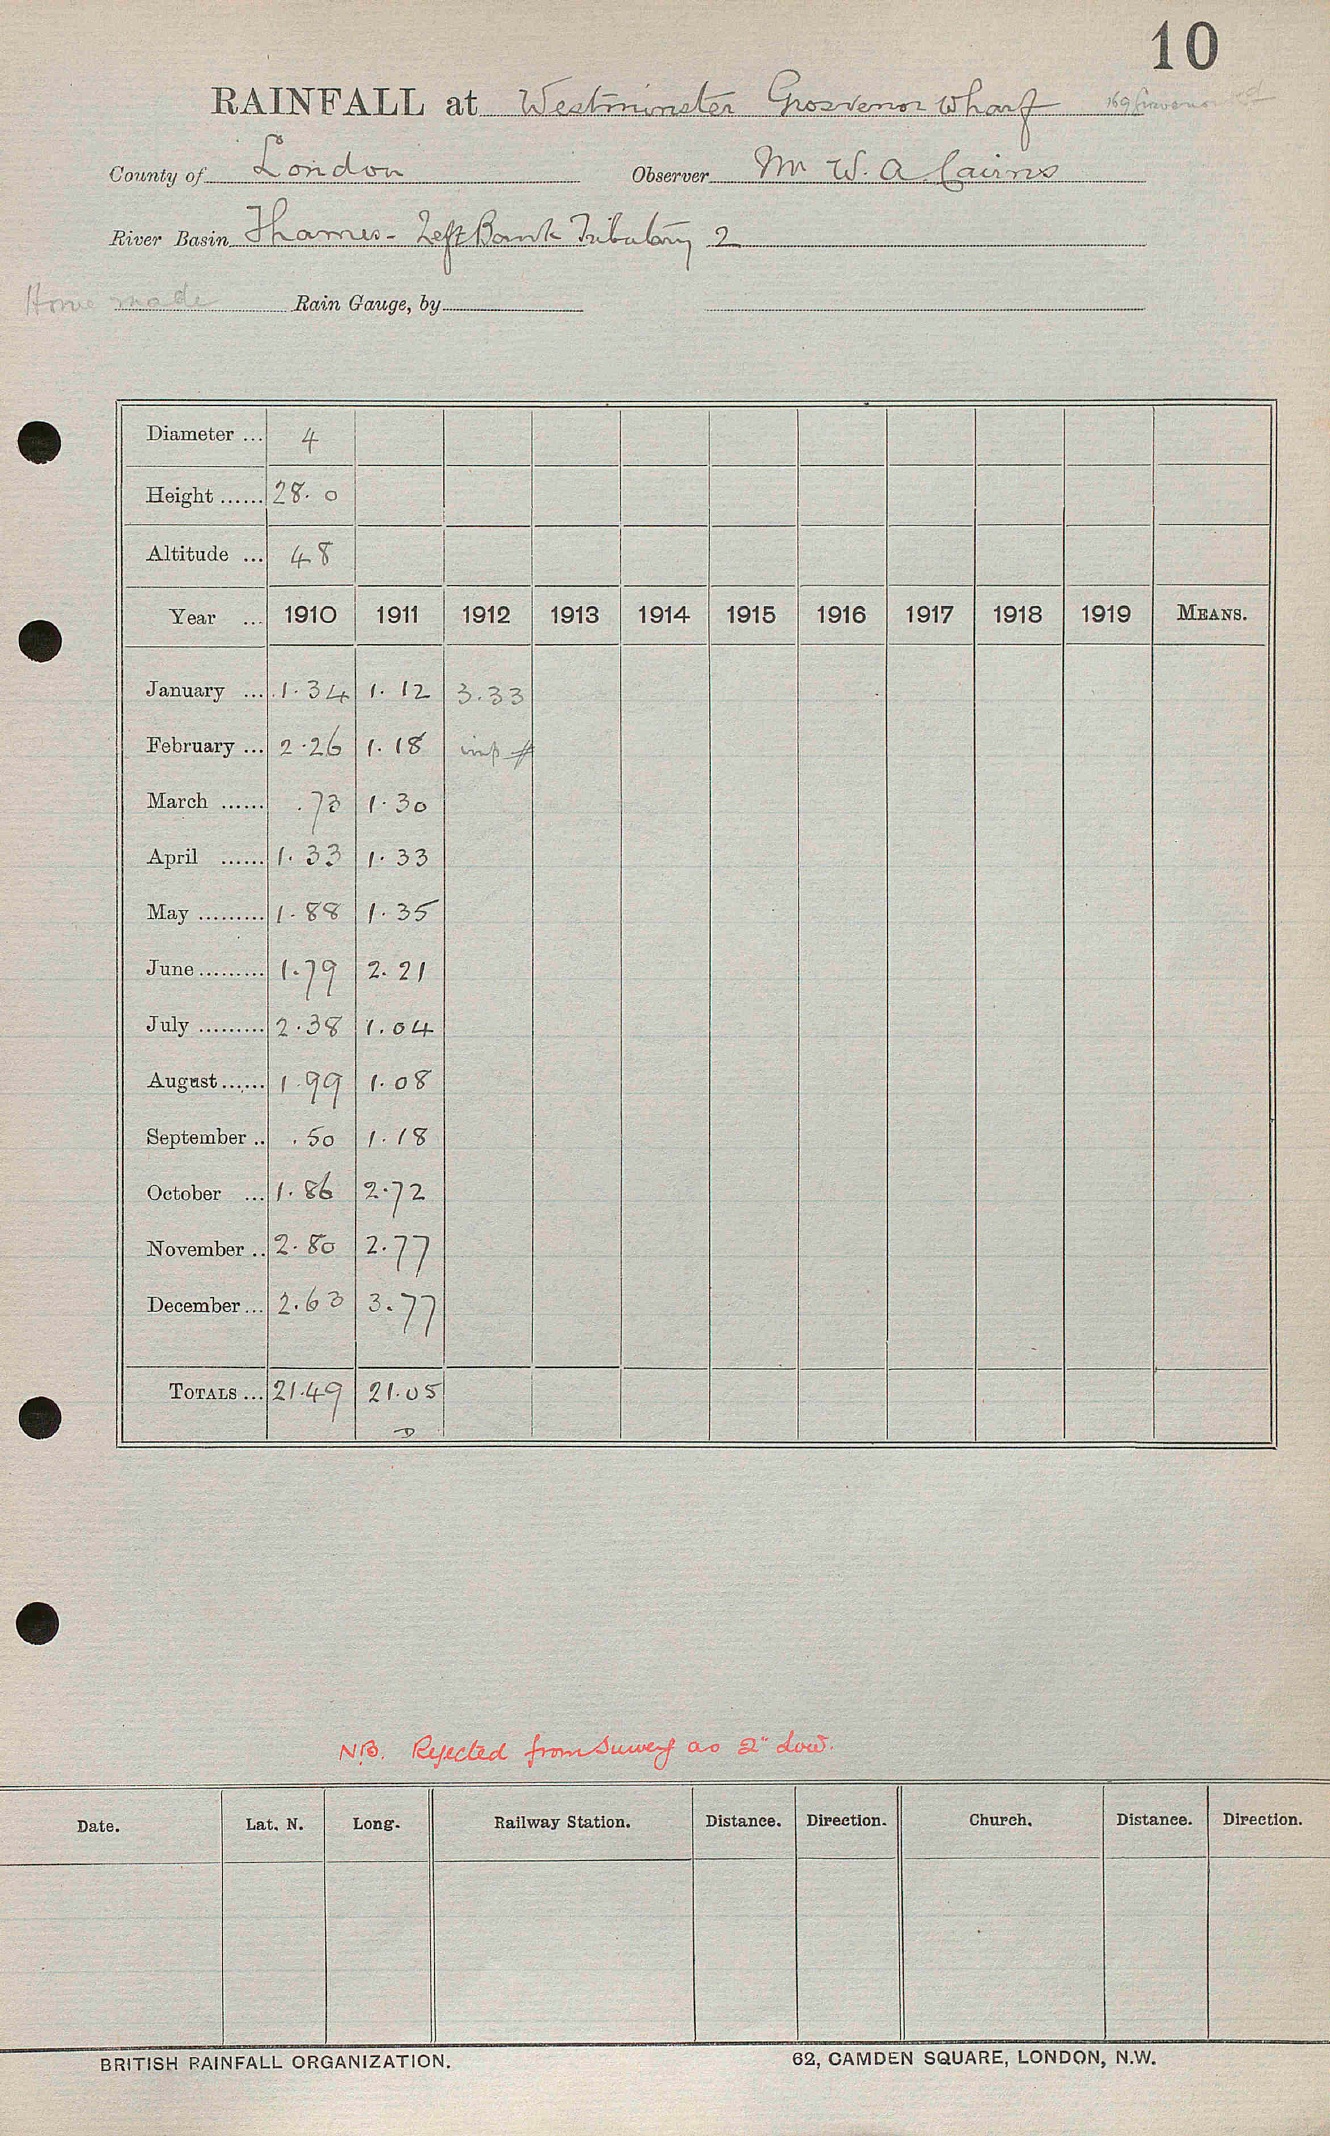 10
RAINFALL at Westminster Grosvenor Wharf 169 Grosvenor Rd
County of London Observer Mr W. A. Cairns
River Basin Thames - Left Bank Tributary 2
Home made Rain Gauge, by
Diameter ... 4
Height ...... 28.0
Altitude ... 48
Year ... 1910 1911 1912 1913 1914 1915 1916 1917 1918 1919 MEANS.
January ... 1.34 1.12 3.33
February ... 2.26 1.18 imp
March ...... .73 1.30
April ...... 1.33 1.33
May ......... 1.88 1.35
June ......... 1.79 2.21
July ......... 2.38 1.04
August ...... 1.99 1.08
September .. .50 1.18
October ... 1.86 2.72
November .. 2.80 2.77
December ... 2.63 3.77
TOTALS ... 21.49 21.05
N.B. Rejected from Survey as 2" low.
Date. Lat. N. Long. Railway Station. Distance. Direction. Church. Distance. Direction.
BRITISH RAINFALL ORGANIZATION. 62, CAMDEN SQUARE, LONDON, N.W.